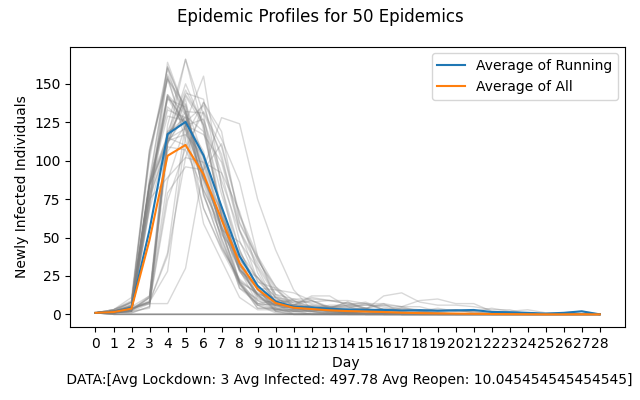 Epidemic Profiles for 50 Epidemics
Average of Running
Average of All
Newly Infected Individuals
150
125
100
75
50
25
0
0 1 2 3 4 5 6 7 8 9 10 11 12 13 14 15 16 17 18 19 20 21 22 23 24 25 26 27 28
Day
DATA:[Avg Lockdown: 3 Avg Infected: 497.78 Avg Reopen: 10.045454545454545]